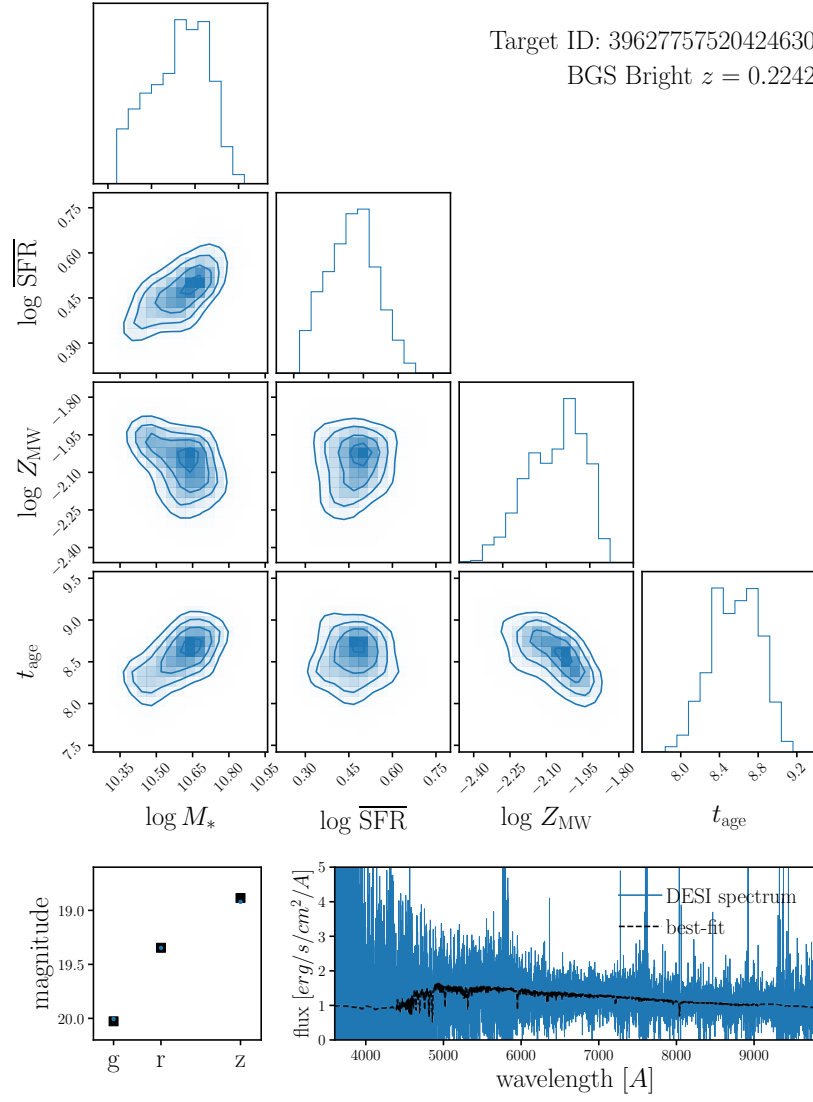 Target ID: 39627757520424630
BGS Bright z = 0.2242
log SFR
0.75
0.60
0.45
0.30
log Z_MW
−1.80
−1.95
−2.10
−2.25
−2.40
t_age
9.5
9.0
8.5
8.0
7.5
10.35 10.50 10.65 10.80 10.95
0.30 0.45 0.60 0.75
−2.40 −2.25 −2.10 −1.95 −1.80
8.0 8.4 8.8 9.2
log M_*
log SFR
log Z_MW
t_age
magnitude
19.0
19.5
20.0
g r z
flux [erg/s/cm²/A]
5
4
3
2
1
0
DESI spectrum
best-fit
4000 5000 6000 7000 8000 9000
wavelength [A]